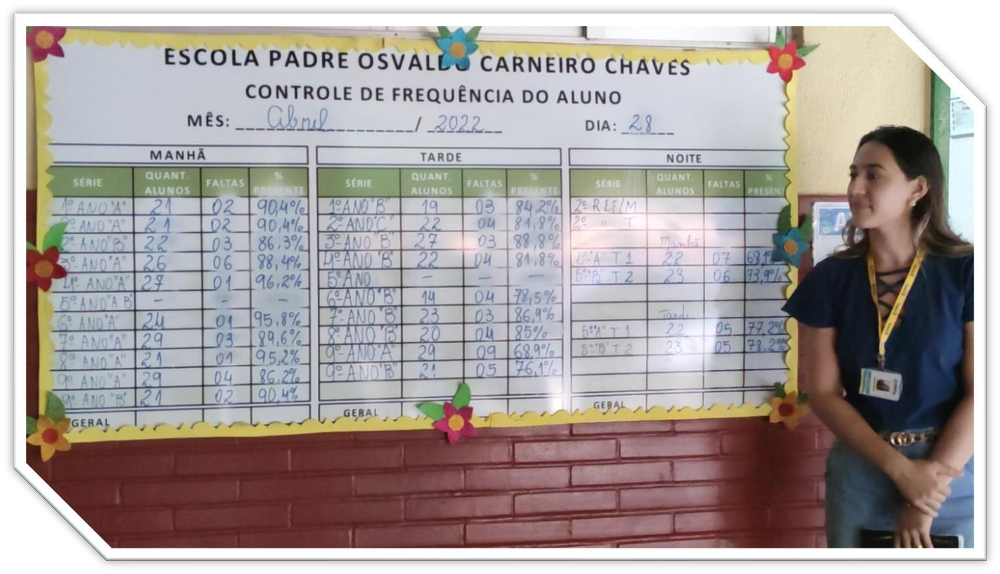 ESCOLA PADRE OSVALDO CARNEIRO CHAVES
CONTROLE DE FREQUÊNCIA DO ALUNO
MÊS: Abril / 2022 DIA: 28
MANHÃ
SÉRIE QUANT. ALUNOS FALTAS % PRESENTE
1º ANO "A" 21 02 90,4%
2º ANO "A" 21 02 90,4%
2º ANO "B" 22 03 86,3%
3º ANO "A" 26 06 88,4%
4º ANO "A" 27 01 96,2%
5º ANO "A B" - - -
6º ANO "A" 24 01 95,8%
7º ANO "A" 29 03 89,6%
8º ANO "A" 21 01 95,2%
9º ANO "A" 29 04 86,2%
9º ANO "B" 21 02 90,4%
GERAL
TARDE
SÉRIE QUANT. ALUNOS FALTAS % PRESENTE
1º ANO "B" 19 03 84,2%
2º ANO "C" 22 04 81,8%
3º ANO "B" 27 03 88,8%
4º ANO "B" 22 04 81,8%
5º ANO - - -
6º ANO "B" 14 04 78,5%
7º ANO "B" 23 03 86,9%
8º ANO "B" 20 04 85%
9º ANO "A" 29 09 68,9%
9º ANO "B" 21 05 76,1%
GERAL
NOITE
SÉRIE QUANT. ALUNOS FALTAS % PRESENT
2º REF/M
2º " T
Manhã
"A" T 1 22 07 68,1%
5º "B" T 2 23 06 73,9%
Tarde
5º "A" T 1 22 05 77,2%
5º "B" T 2 23 05 78,2%
GERAL